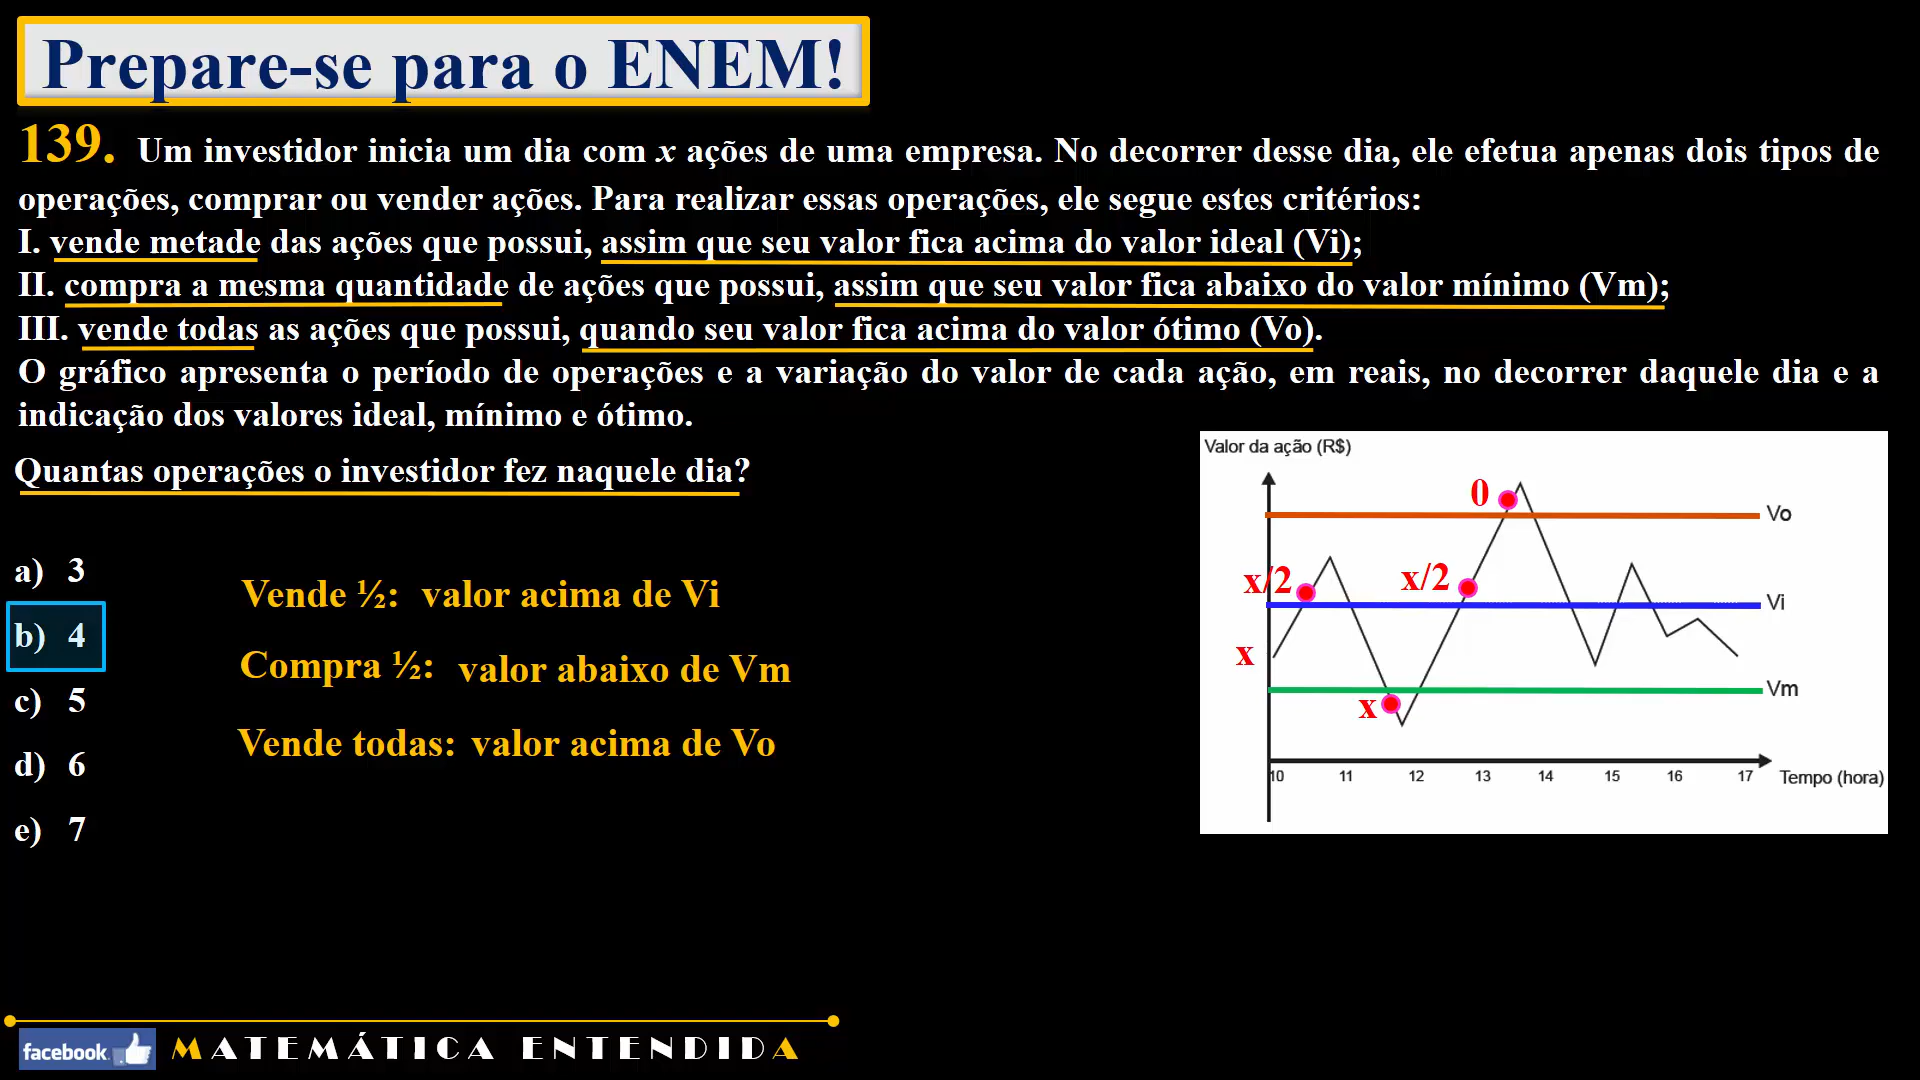 Prepare-se para o ENEM!
139. Um investidor inicia um dia com x ações de uma empresa. No decorrer desse dia, ele efetua apenas dois tipos de
operações, comprar ou vender ações. Para realizar essas operações, ele segue estes critérios:
I. vende metade das ações que possui, assim que seu valor fica acima do valor ideal (Vi);
II. compra a mesma quantidade de ações que possui, assim que seu valor fica abaixo do valor mínimo (Vm);
III. vende todas as ações que possui, quando seu valor fica acima do valor ótimo (Vo).
O gráfico apresenta o período de operações e a variação do valor de cada ação, em reais, no decorrer daquele dia e a
indicação dos valores ideal, mínimo e ótimo.
Quantas operações o investidor fez naquele dia?
a) 3
b) 4
c) 5
d) 6
e) 7
Vende ½: valor acima de Vi
Compra ½: valor abaixo de Vm
Vende todas: valor acima de Vo
Valor da ação (R$)
0
Vo
x/2
x/2
Vi
x
x
Vm
10 11 12 13 14 15 16 17 Tempo (hora)
facebook
MATEMÁTICA ENTENDIDA